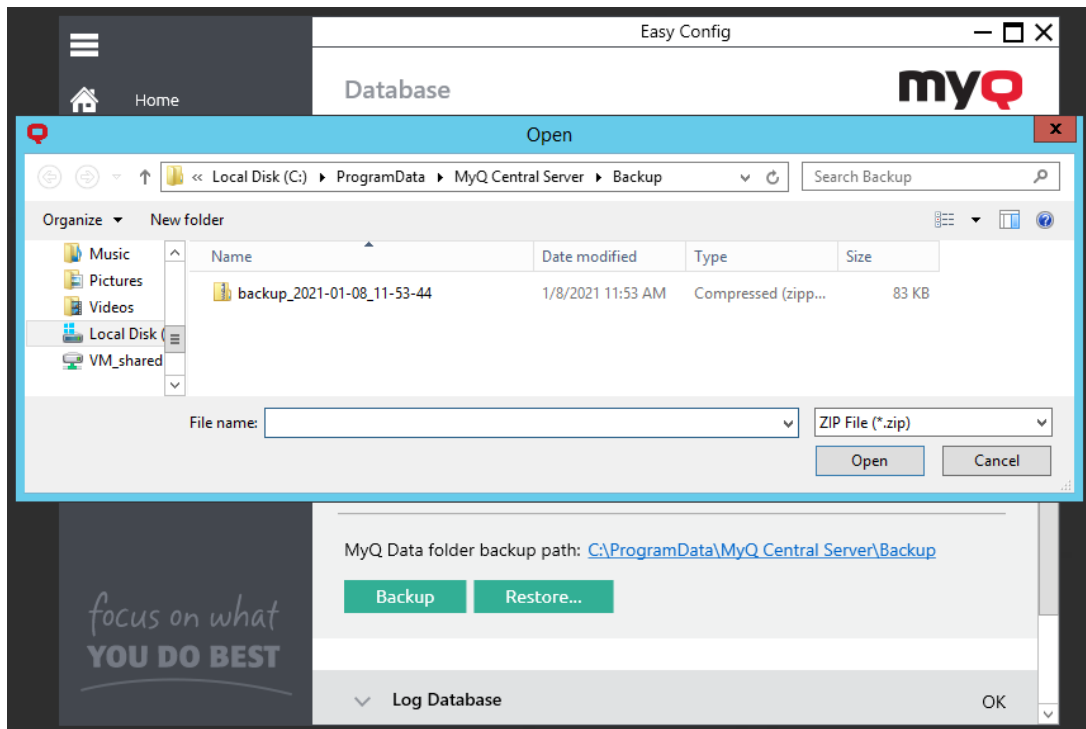 Easy Config
Home
Database
myQ
Open
« Local Disk (C:) ProgramData MyQ Central Server Backup
Search Backup
Organize New folder
Music
Pictures
Videos
Local Disk (
VM_shared
Name Date modified Type Size
backup_2021-01-08_11-53-44 1/8/2021 11:53 AM Compressed (zipp... 83 KB
File name:
ZIP File (*.zip)
Open Cancel
MyQ Data folder backup path: C:\ProgramData\MyQ Central Server\Backup
Backup Restore...
focus on what
YOU DO BEST
Log Database OK